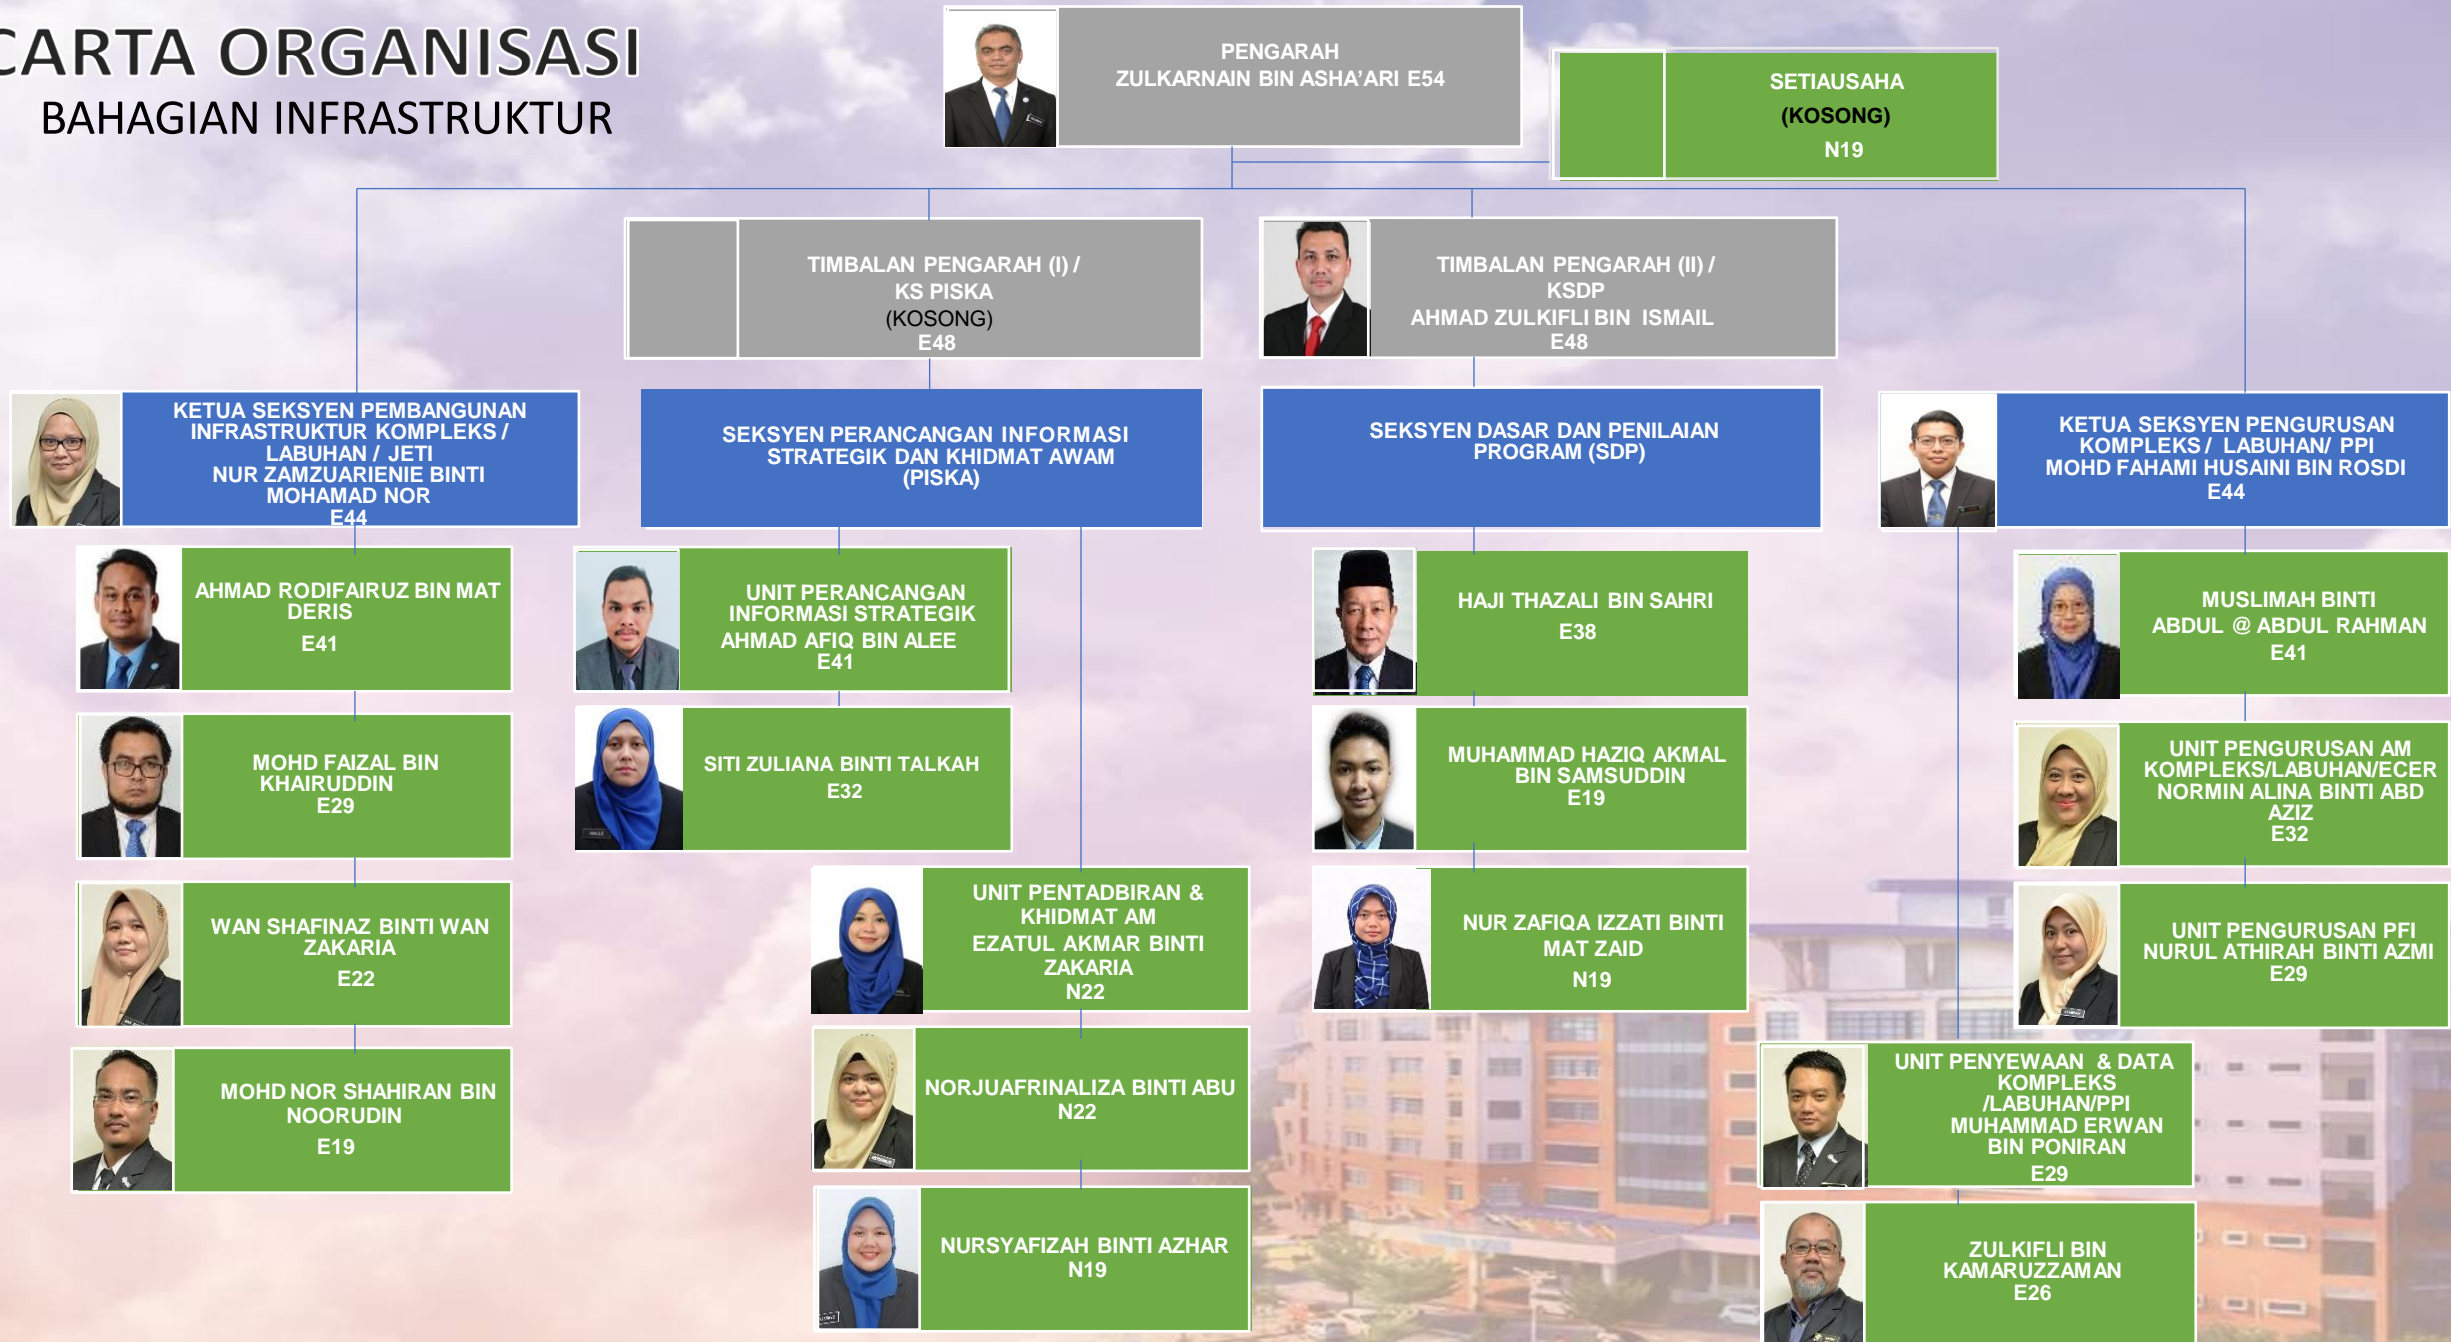 CARTA ORGANISASI
BAHAGIAN INFRASTRUKTUR
PENGARAH
ZULKARNAIN BIN ASHA’ARI E54
SETIAUSAHA
(KOSONG)
N19
TIMBALAN PENGARAH (I) /
KS PISKA
(KOSONG)
E48
TIMBALAN PENGARAH (II) /
KSDP
AHMAD ZULKIFLI BIN ISMAIL
E48
KETUA SEKSYEN PEMBANGUNAN
INFRASTRUKTUR KOMPLEKS /
LABUHAN / JETI
NUR ZAMZUARIENIE BINTI
MOHAMAD NOR
E44
SEKSYEN PERANCANGAN INFORMASI
STRATEGIK DAN KHIDMAT AWAM
(PISKA)
SEKSYEN DASAR DAN PENILAIAN
PROGRAM (SDP)
KETUA SEKSYEN PENGURUSAN
KOMPLEKS / LABUHAN/ PPI
MOHD FAHAMI HUSAINI BIN ROSDI
E44
AHMAD RODIFAIRUZ BIN MAT
DERIS
E41
MOHD FAIZAL BIN
KHAIRUDDIN
E29
WAN SHAFINAZ BINTI WAN
ZAKARIA
E22
MOHD NOR SHAHIRAN BIN
NOORUDIN
E19
UNIT PERANCANGAN
INFORMASI STRATEGIK
AHMAD AFIQ BIN ALEE
E41
SITI ZULIANA BINTI TALKAH
E32
UNIT PENTADBIRAN &
KHIDMAT AM
EZATUL AKMAR BINTI
ZAKARIA
N22
NORJUAFRINALIZA BINTI ABU
N22
NURSYAFIZAH BINTI AZHAR
N19
HAJI THAZALI BIN SAHRI
E38
MUHAMMAD HAZIQ AKMAL
BIN SAMSUDDIN
E19
NUR ZAFIQA IZZATI BINTI
MAT ZAID
N19
MUSLIMAH BINTI
ABDUL @ ABDUL RAHMAN
E41
UNIT PENGURUSAN AM
KOMPLEKS/LABUHAN/ECER
NORMIN ALINA BINTI ABD
AZIZ
E32
UNIT PENGURUSAN PFI
NURUL ATHIRAH BINTI AZMI
E29
UNIT PENYEWAAN & DATA
KOMPLEKS
/LABUHAN/PPI
MUHAMMAD ERWAN
BIN PONIRAN
E29
ZULKIFLI BIN
KAMARUZZAMAN
E26